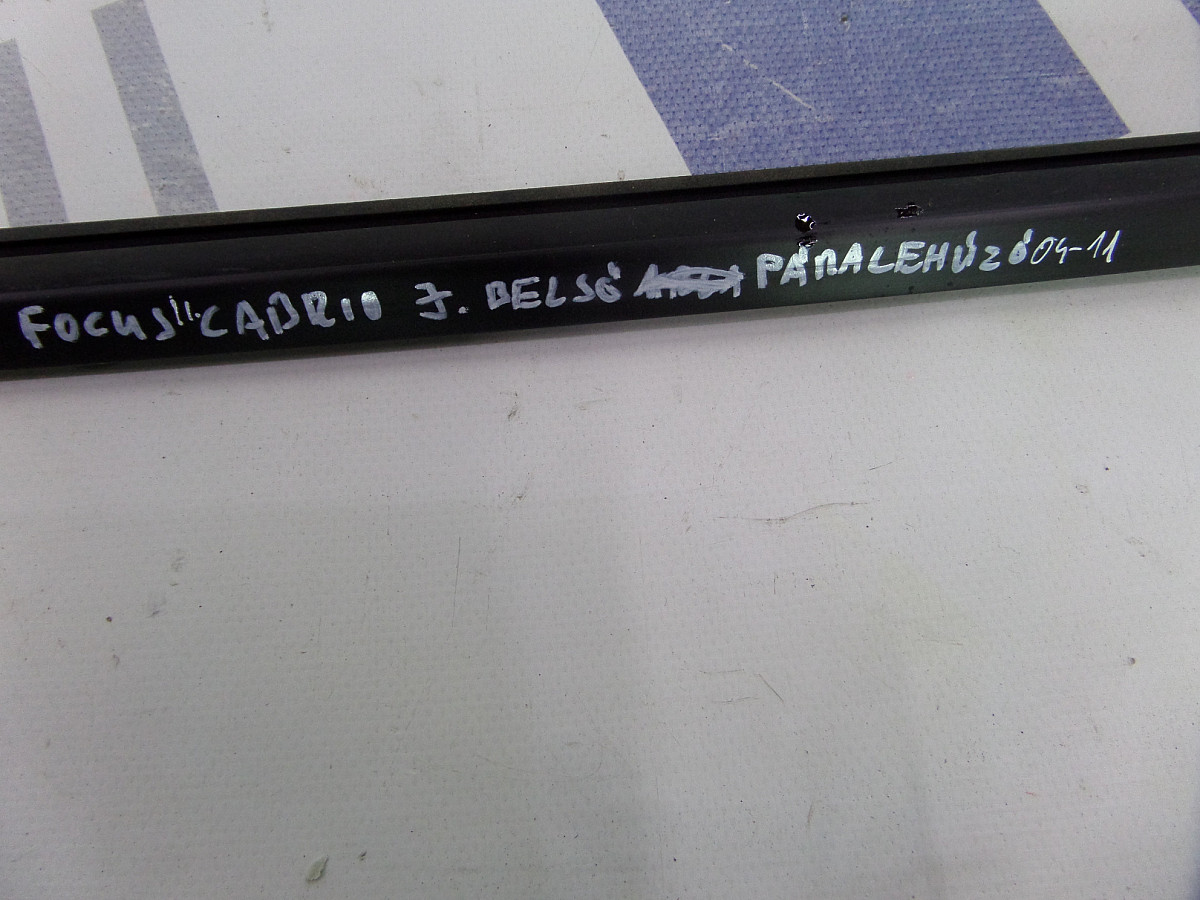 FOCUS II. CABRIO J. BELSŐ PÁRALEHÚZÓ 04-11